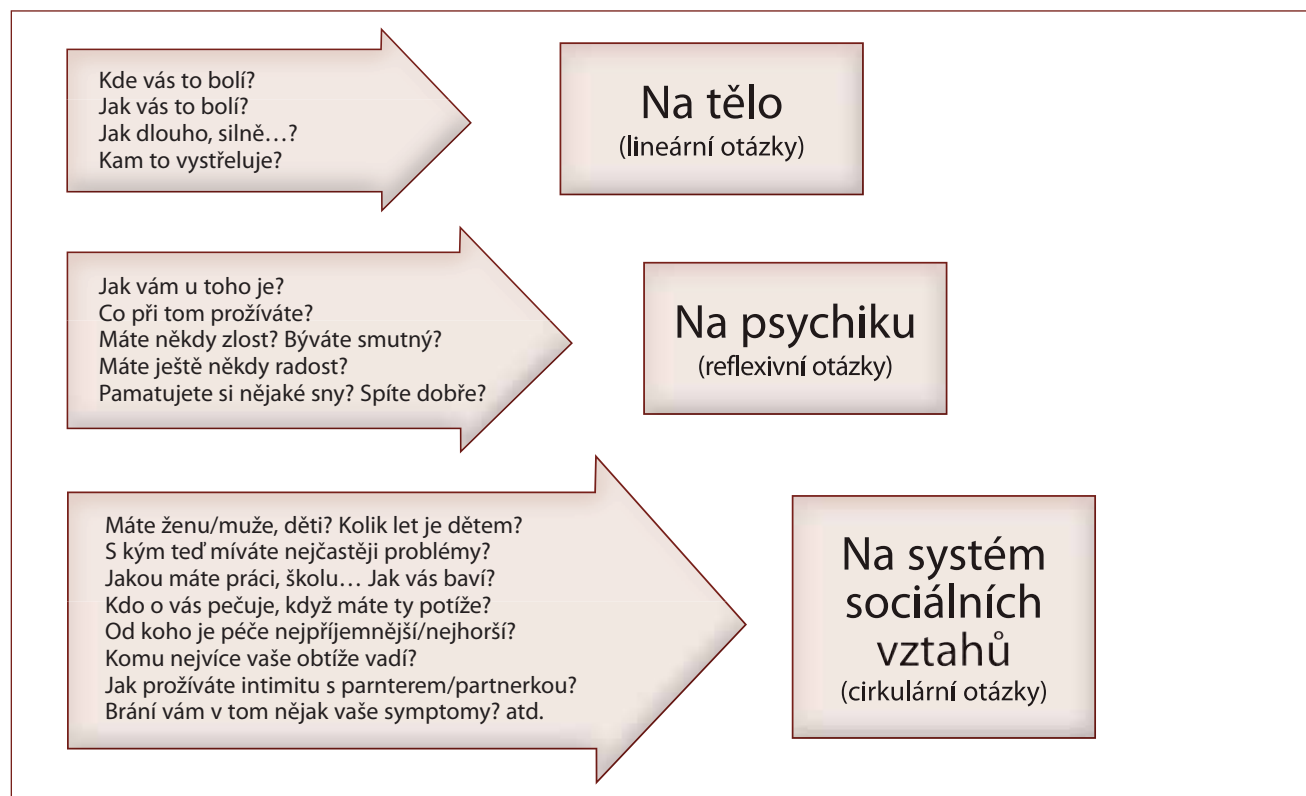 Kde vás to bolí?
Jak vás to bolí?
Jak dlouho, silně…?
Kam to vystřeluje?
Na tělo
(lineární otázky)
Jak vám u toho je?
Co při tom prožíváte?
Máte někdy zlost? Býváte smutný?
Máte ještě někdy radost?
Pamatujete si nějaké sny? Spíte dobře?
Na psychiku
(reflexivní otázky)
Máte ženu/muže, děti? Kolik let je dětem?
S kým teď míváte nejčastěji problémy?
Jakou máte práci, školu… Jak vás baví?
Kdo o vás pečuje, když máte ty potíže?
Od koho je péče nejpříjemnější/nejhorší?
Komu nejvíce vaše obtíže vadí?
Jak prožíváte intimitu s parnterem/partnerkou?
Brání vám v tom nějak vaše symptomy? atd.
Na systém
sociálních
vztahů
(cirkulární otázky)